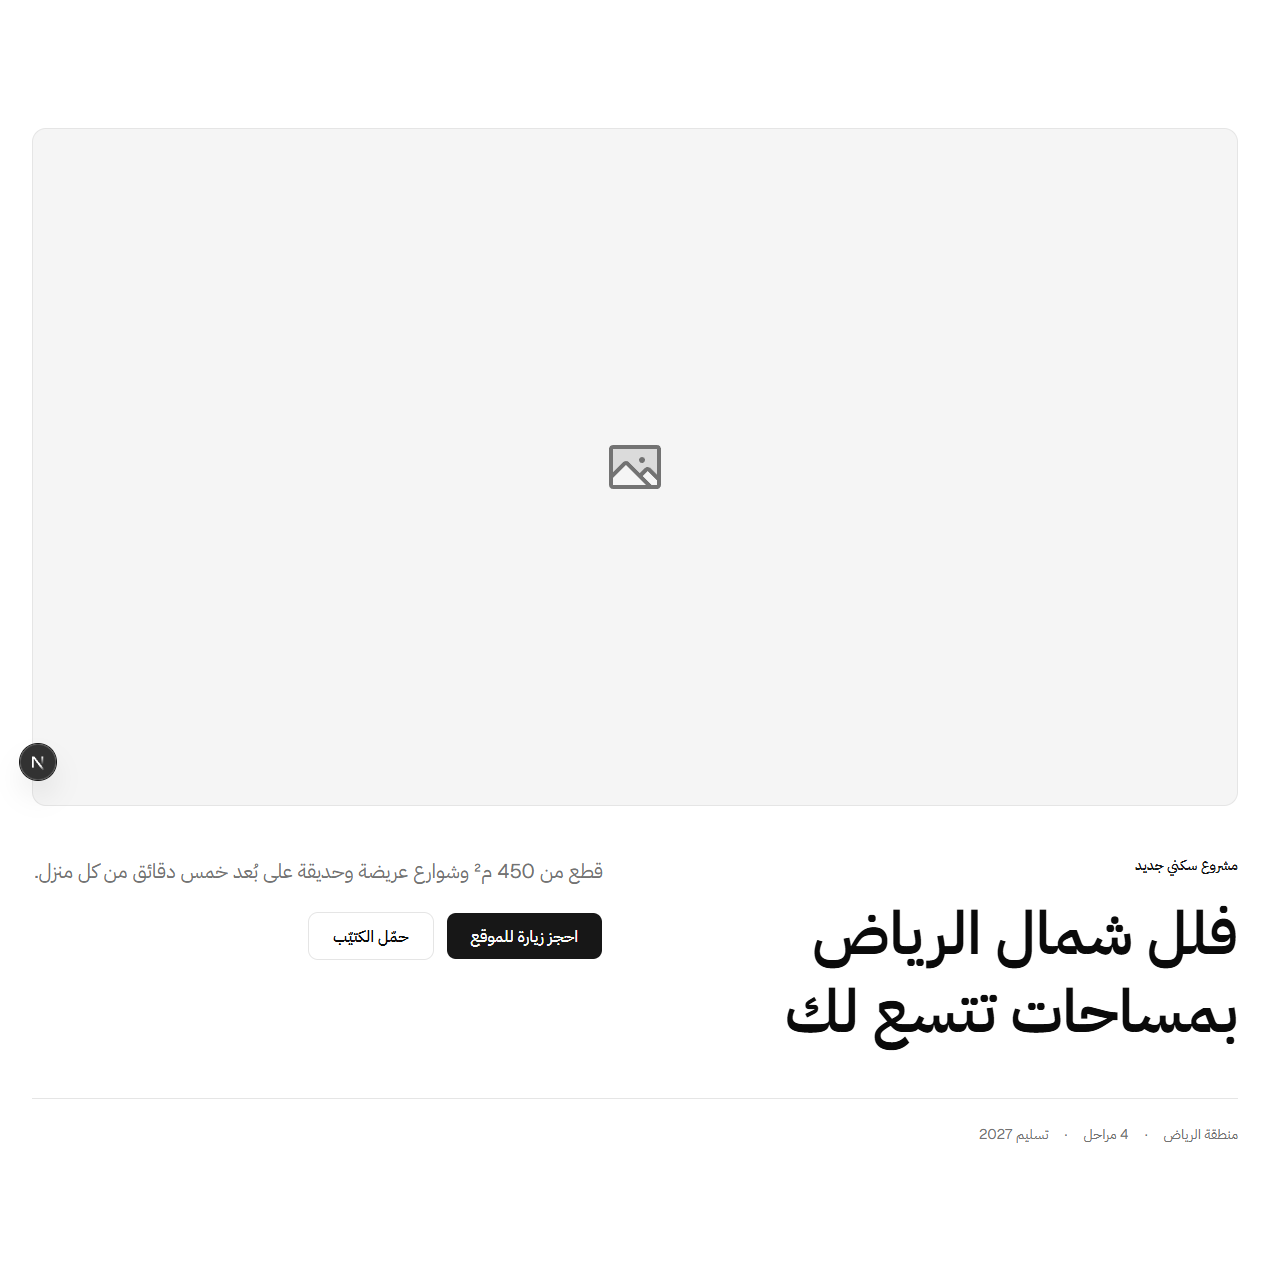 مشروع سكني جديد
فلل شمال الرياض
بمساحات تتسع لك
قطع من 450 م² وشوارع عريضة وحديقة على بُعد خمس دقائق من كل منزل.
احجز زيارة للموقع
حمّل الكتيّب
منطقة الرياض · 4 مراحل · تسليم 2027
N